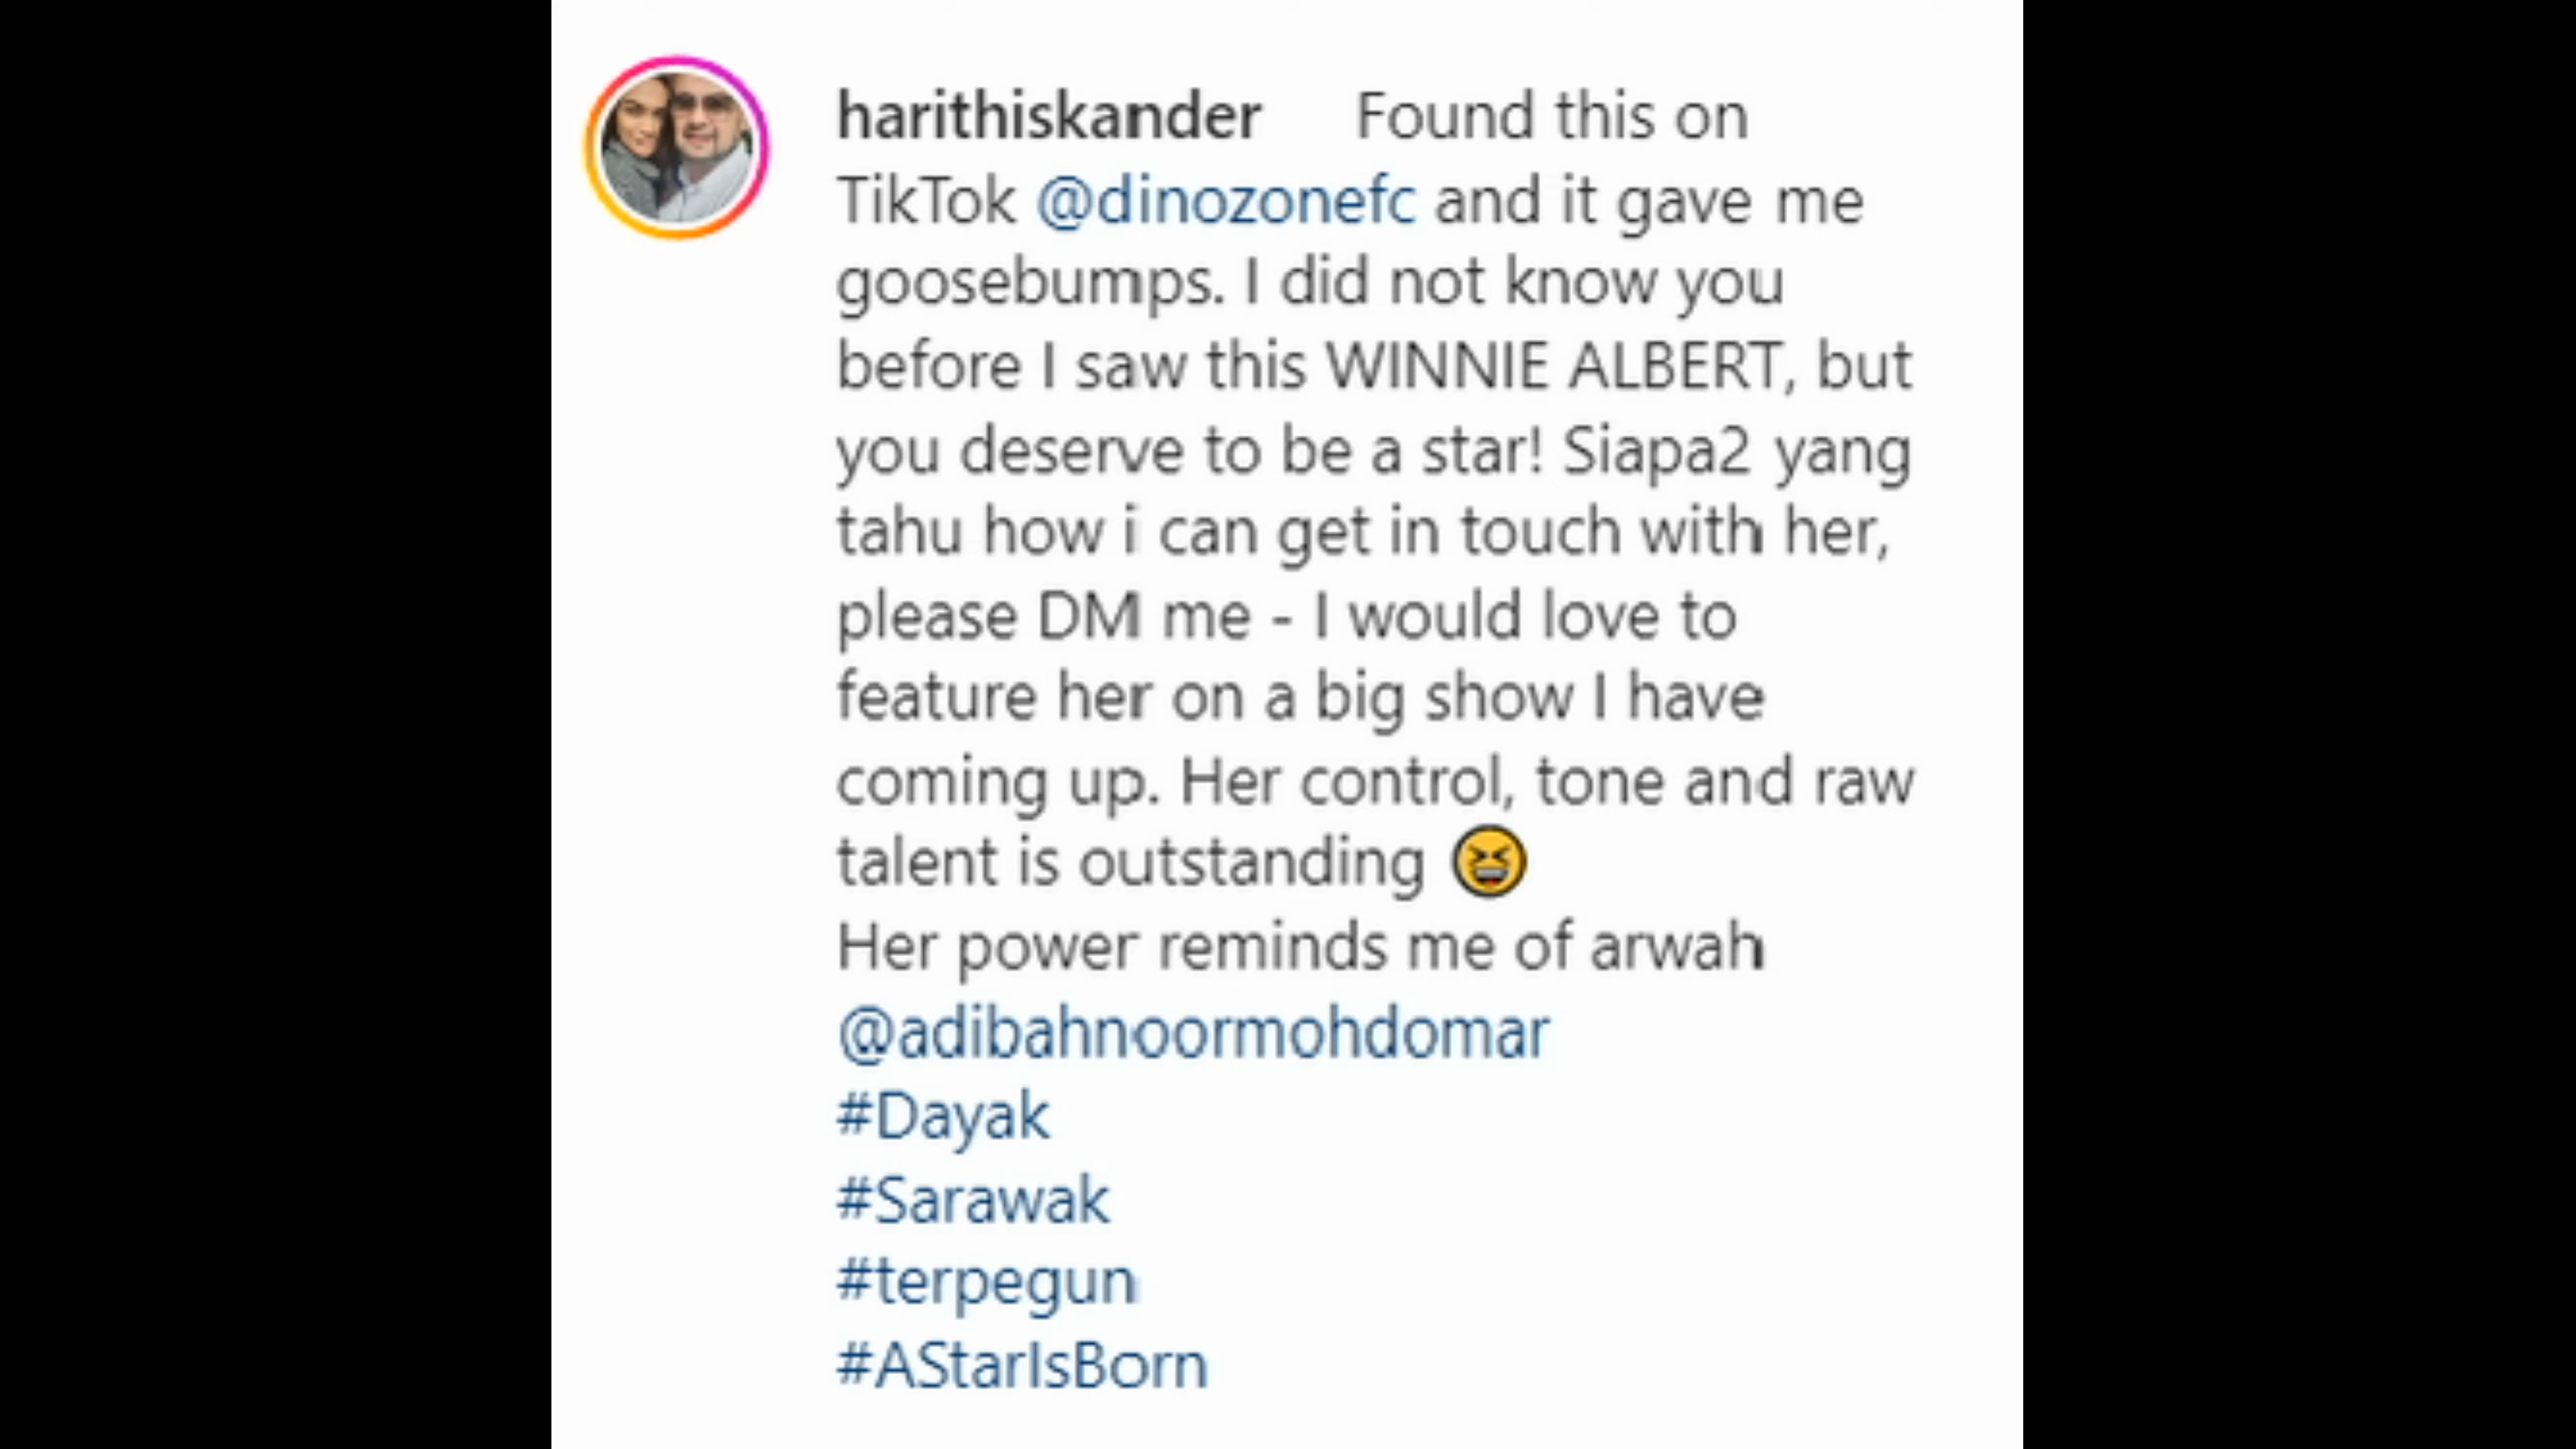 harithiskander Found this on
TikTok @dinozonefc and it gave me
goosebumps. I did not know you
before I saw this WINNIE ALBERT, but
you deserve to be a star! Siapa2 yang
tahu how i can get in touch with her,
please DM me - I would love to
feature her on a big show I have
coming up. Her control, tone and raw
talent is outstanding 😆
Her power reminds me of arwah
@adibahnoormohdomar
#Dayak
#Sarawak
#terpegun
#AStarIsBorn